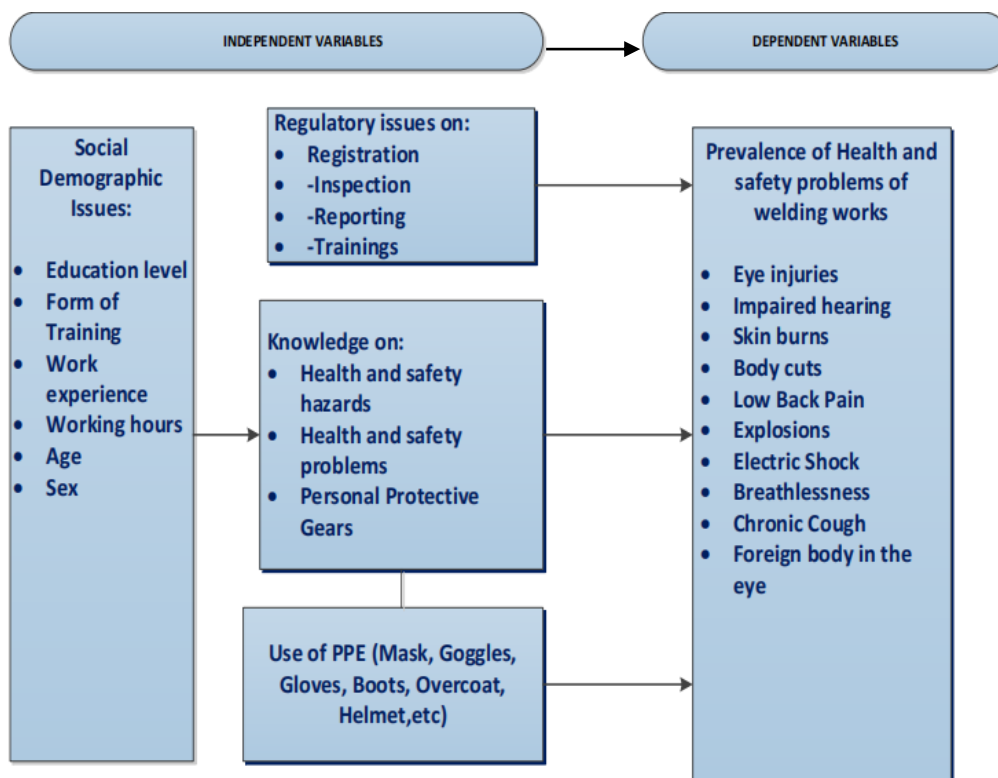 INDEPENDENT VARIABLES
DEPENDENT VARIABLES
Social
Demographic
Issues:
• Education level
• Form of
Training
• Work
experience
• Working hours
• Age
• Sex
Regulatory issues on:
• Registration
• -Inspection
• -Reporting
• -Trainings
Knowledge on:
• Health and safety
hazards
• Health and safety
problems
• Personal Protective
Gears
Use of PPE (Mask, Goggles,
Gloves, Boots, Overcoat,
Helmet,etc)
Prevalence of Health and
safety problems of
welding works
• Eye injuries
• Impaired hearing
• Skin burns
• Body cuts
• Low Back Pain
• Explosions
• Electric Shock
• Breathlessness
• Chronic Cough
• Foreign body in the
eye